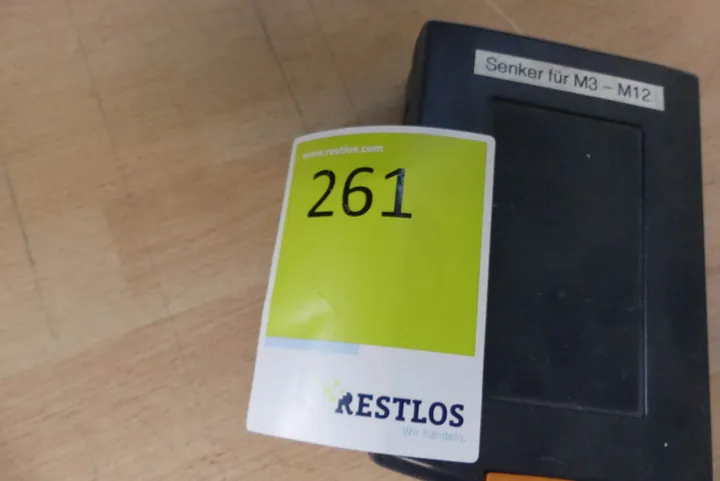 Senker für M3 – M12
www.restlos.com
261
RESTLOS
Wir handeln.